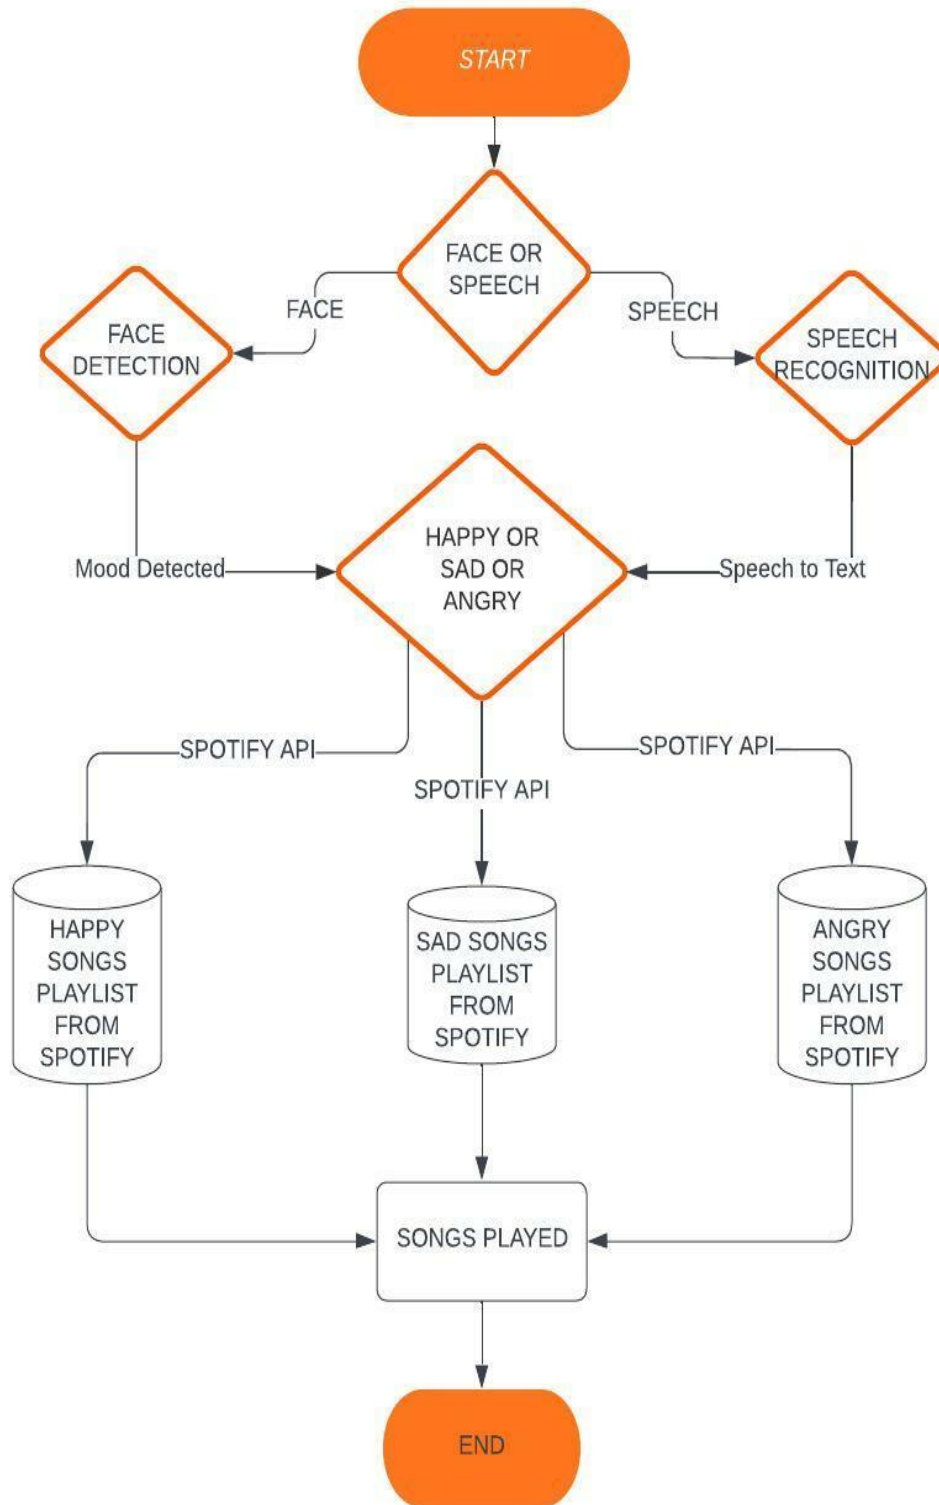 START
FACE OR
SPEECH
FACE
SPEECH
FACE
DETECTION
SPEECH
RECOGNITION
HAPPY OR
SAD OR
ANGRY
Mood Detected
Speech to Text
SPOTIFY API
SPOTIFY API
SPOTIFY API
HAPPY
SONGS
PLAYLIST
FROM
SPOTIFY
SAD SONGS
PLAYLIST
FROM
SPOTIFY
ANGRY
SONGS
PLAYLIST
FROM
SPOTIFY
SONGS PLAYED
END